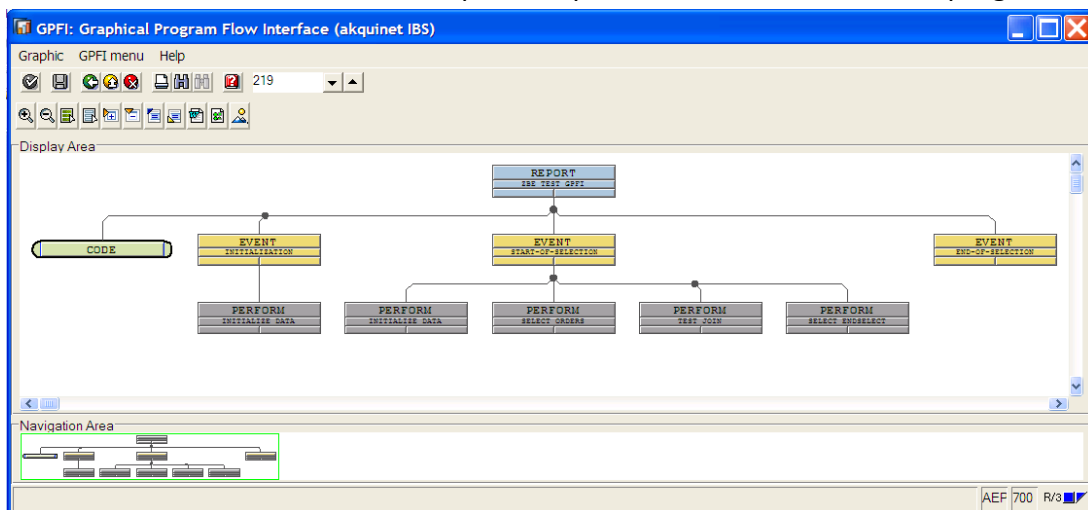 GPFI: Graphical Program Flow Interface (akquinet IBS)
Graphic GPFI menu Help
219
Display Area
REPORT
ZBE TEST GPFI
CODE
EVENT
INITIALIZATION
EVENT
START-OF-SELECTION
EVENT
END-OF-SELECTION
PERFORM
INITIALISE DATA
PERFORM
INITIALISE DATA
PERFORM
SELECT ORDERS
PERFORM
TEST JOIN
PERFORM
SELECT ENDSELECT
Navigation Area
AEF 700 R/3